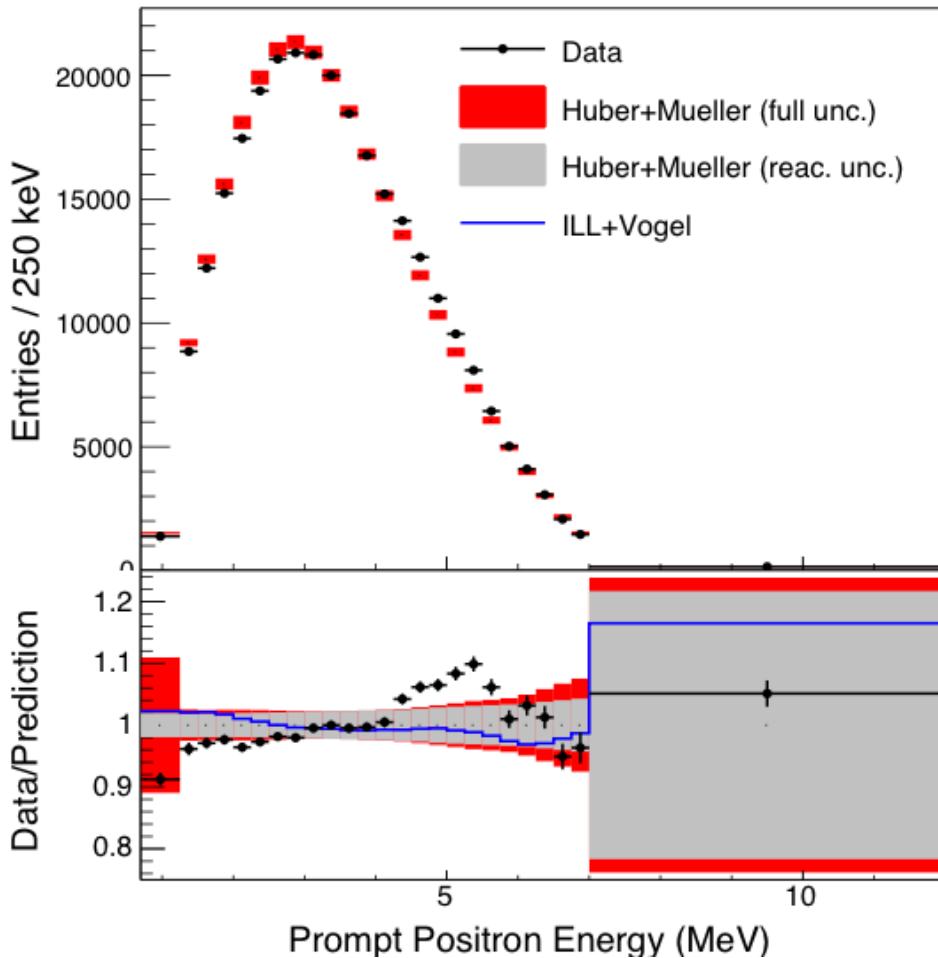 Entries / 250 keV
20000
15000
10000
5000
0
Data
Huber+Mueller (full unc.)
Huber+Mueller (reac. unc.)
ILL+Vogel
Data/Prediction
1.2
1.1
1
0.9
0.8
5
10
Prompt Positron Energy (MeV)